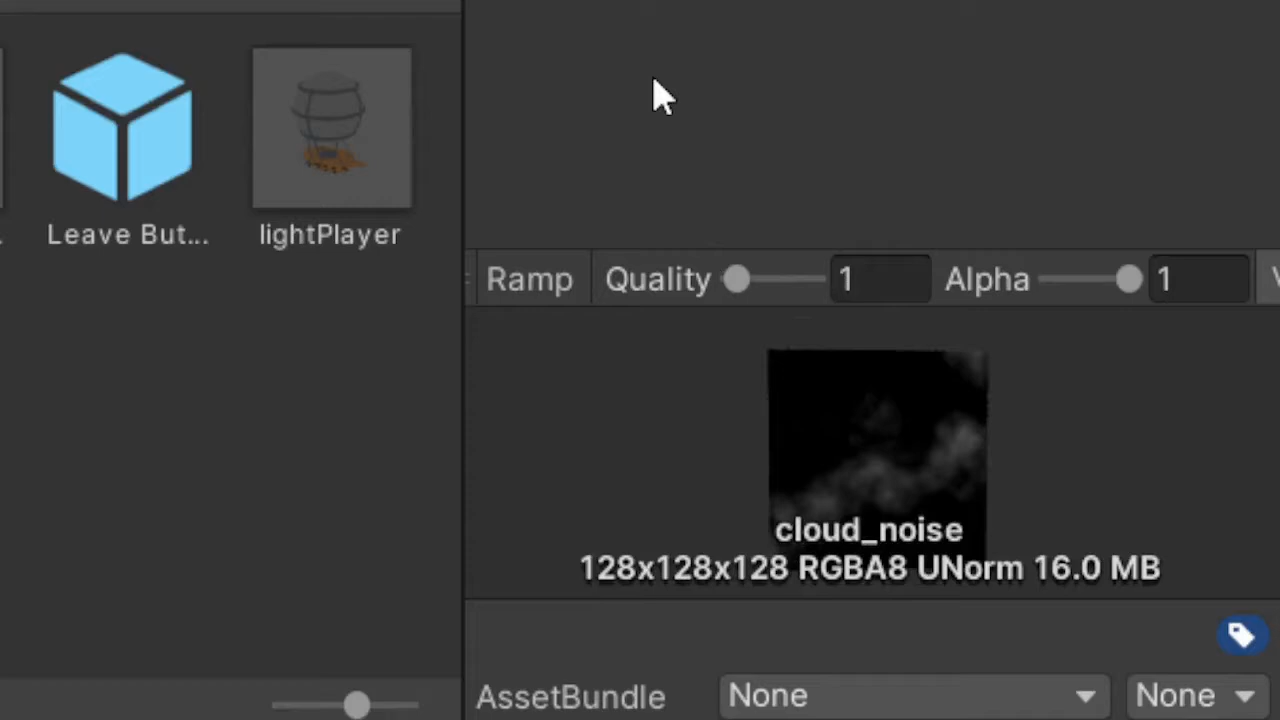 Leave But...
lightPlayer
Ramp
Quality
1
Alpha
1
cloud_noise
128x128x128 RGBA8 UNorm 16.0 MB
AssetBundle
None
None